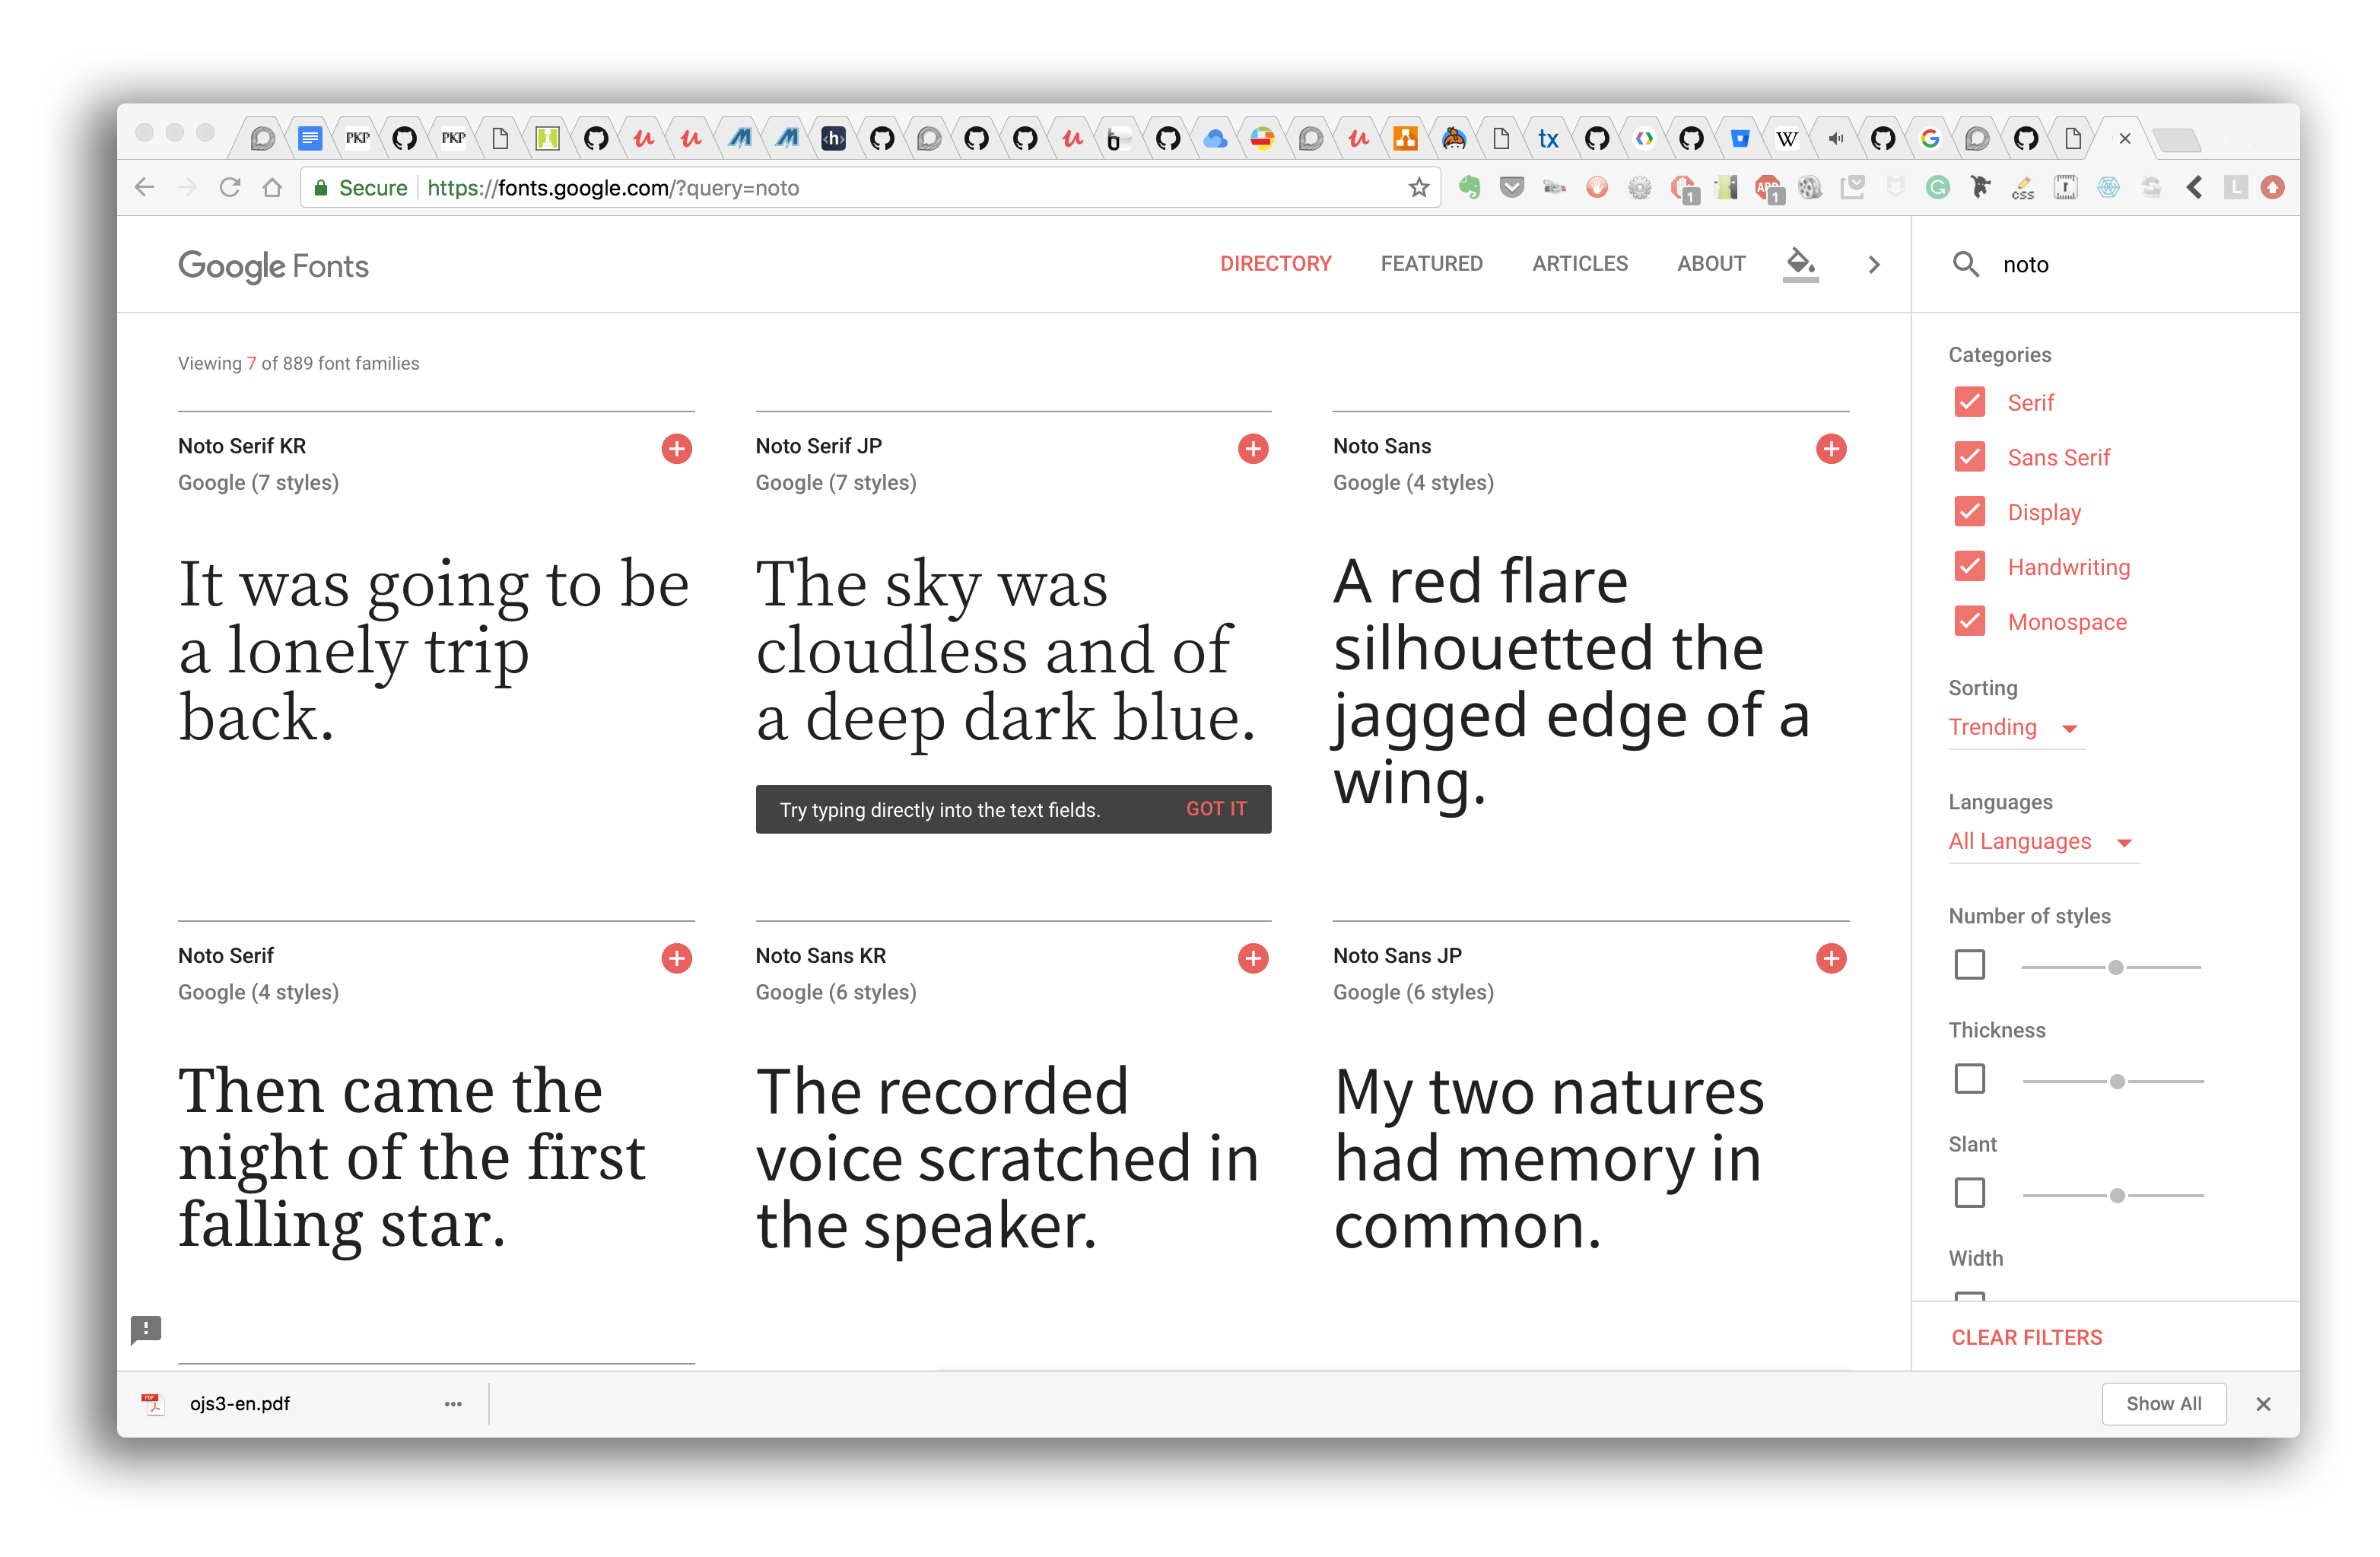 PKP
PKP
<h>
tx
W
G
Secure
https://fonts.google.com/?query=noto
1
ABP
1
css
r
L
Google Fonts
DIRECTORY
FEATURED
ARTICLES
ABOUT
noto
Viewing 7 of 889 font families
Noto Serif KR
Google (7 styles)
It was going to be
a lonely trip
back.
Noto Serif JP
Google (7 styles)
The sky was
cloudless and of
a deep dark blue.
Try typing directly into the text fields.
GOT IT
Noto Sans
Google (4 styles)
A red flare
silhouetted the
jagged edge of a
wing.
Noto Serif
Google (4 styles)
Then came the
night of the first
falling star.
Noto Sans KR
Google (6 styles)
The recorded
voice scratched in
the speaker.
Noto Sans JP
Google (6 styles)
My two natures
had memory in
common.
Categories
Serif
Sans Serif
Display
Handwriting
Monospace
Sorting
Trending
Languages
All Languages
Number of styles
Thickness
Slant
Width
CLEAR FILTERS
PDF
ojs3-en.pdf
Show All